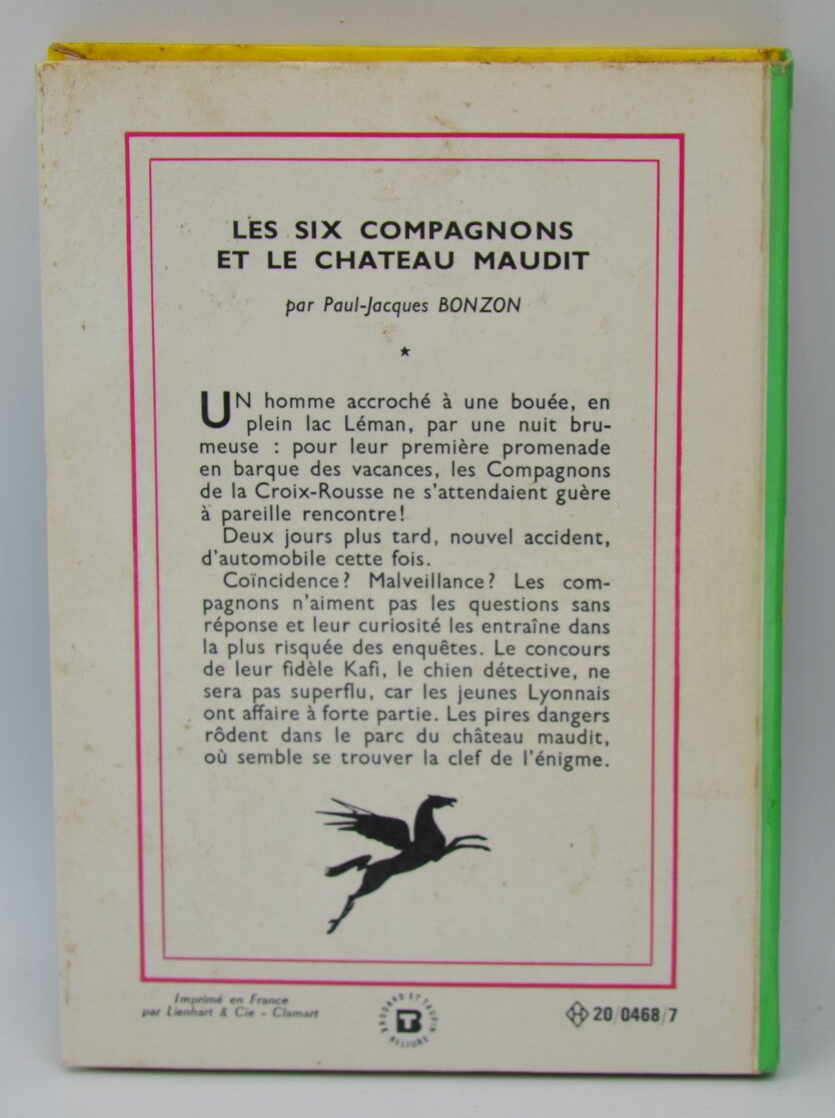 LES SIX COMPAGNONS
ET LE CHATEAU MAUDIT
par Paul-Jacques BONZON
★
UN homme accroché à une bouée, en
plein lac Léman, par une nuit bru-
meuse : pour leur première promenade
en barque des vacances, les Compagnons
de la Croix-Rousse ne s'attendaient guère
à pareille rencontre!
Deux jours plus tard, nouvel accident,
d'automobile cette fois.
Coïncidence? Malveillance? Les com-
pagnons n'aiment pas les questions sans
réponse et leur curiosité les entraîne dans
la plus risquée des enquêtes. Le concours
de leur fidèle Kafi, le chien détective, ne
sera pas superflu, car les jeunes Lyonnais
ont affaire à forte partie. Les pires dangers
rôdent dans le parc du château maudit,
où semble se trouver la clef de l'énigme.
Imprimé en France
par Lienhart & Cie - Clamart
BRODARD ET TAUPIN
RELIURE
H 20/0468/7